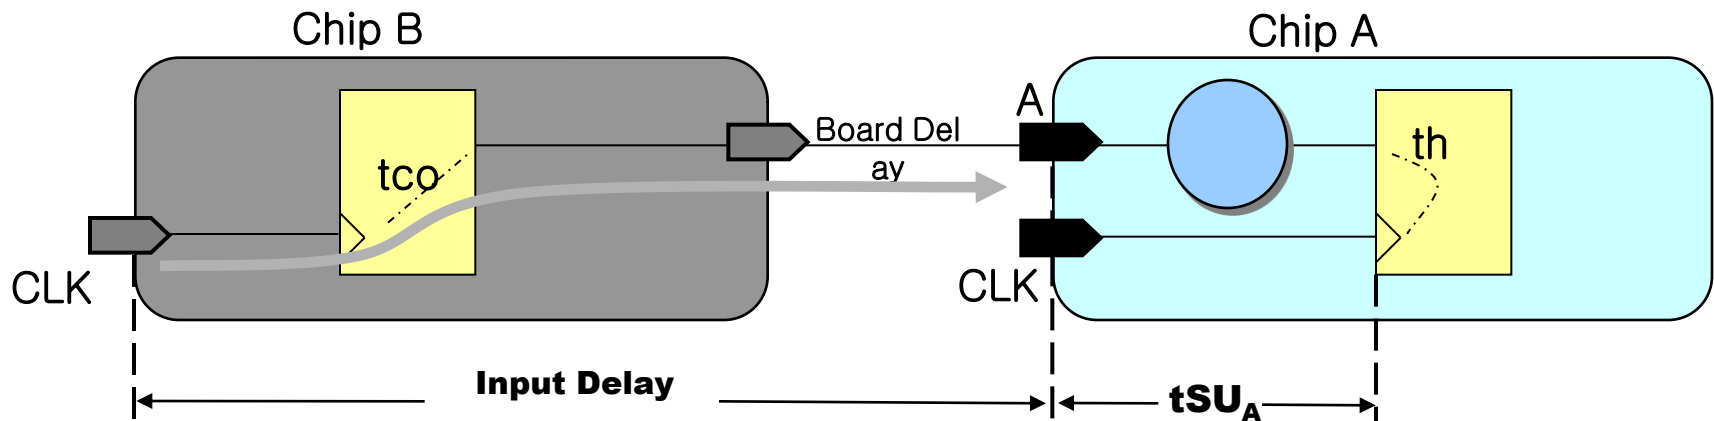 Chip B
Chip A
A
Board Del
ay
tco
th
CLK
CLK
Input Delay
tSUA